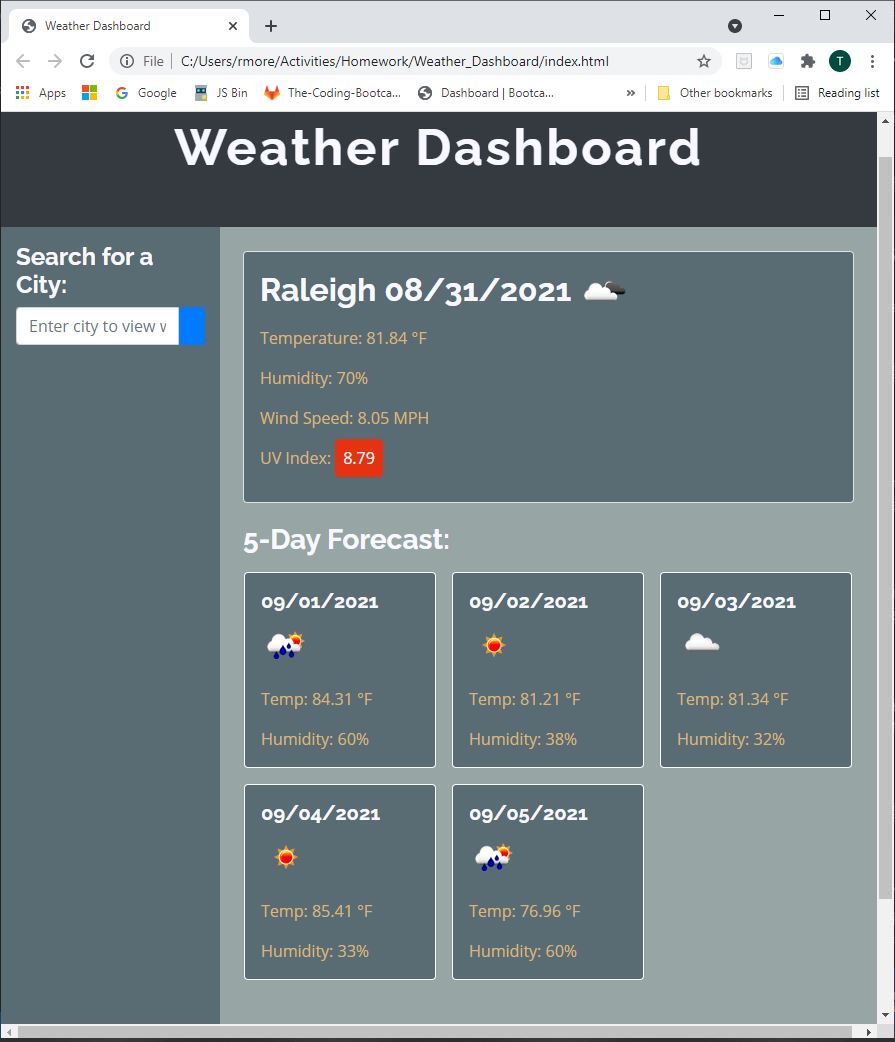 Weather Dashboard
File C:/Users/rmore/Activities/Homework/Weather_Dashboard/index.html
T
Apps Google JS Bin The-Coding-Bootca... Dashboard | Bootca... » Other bookmarks Reading list
Weather Dashboard
Search for a
City:
Enter city to view w
Raleigh 08/31/2021
Temperature: 81.84 °F
Humidity: 70%
Wind Speed: 8.05 MPH
UV Index: 8.79
5-Day Forecast:
09/01/2021
Temp: 84.31 °F
Humidity: 60%
09/02/2021
Temp: 81.21 °F
Humidity: 38%
09/03/2021
Temp: 81.34 °F
Humidity: 32%
09/04/2021
Temp: 85.41 °F
Humidity: 33%
09/05/2021
Temp: 76.96 °F
Humidity: 60%